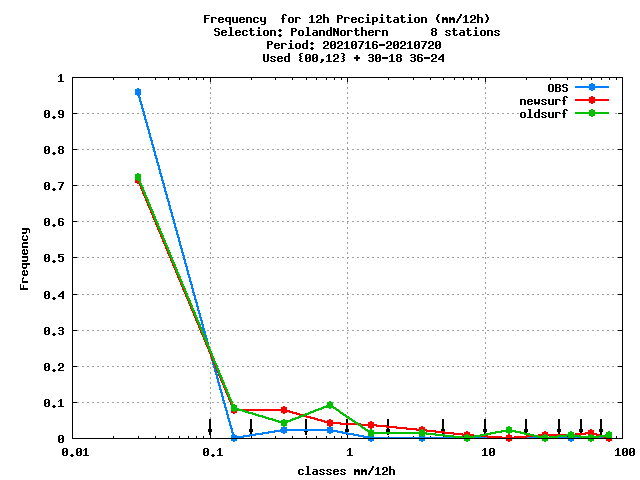 Frequency  for 12h Precipitation (mm/12h)
Selection: PolandNorthern      8 stations
Period: 20210716-20210720
Used {00,12} + 30-18 36-24
OBS
newsurf
oldsurf
Frequency
1
0.9
0.8
0.7
0.6
0.5
0.4
0.3
0.2
0.1
0
0.01 0.1 1 10 100
classes mm/12h